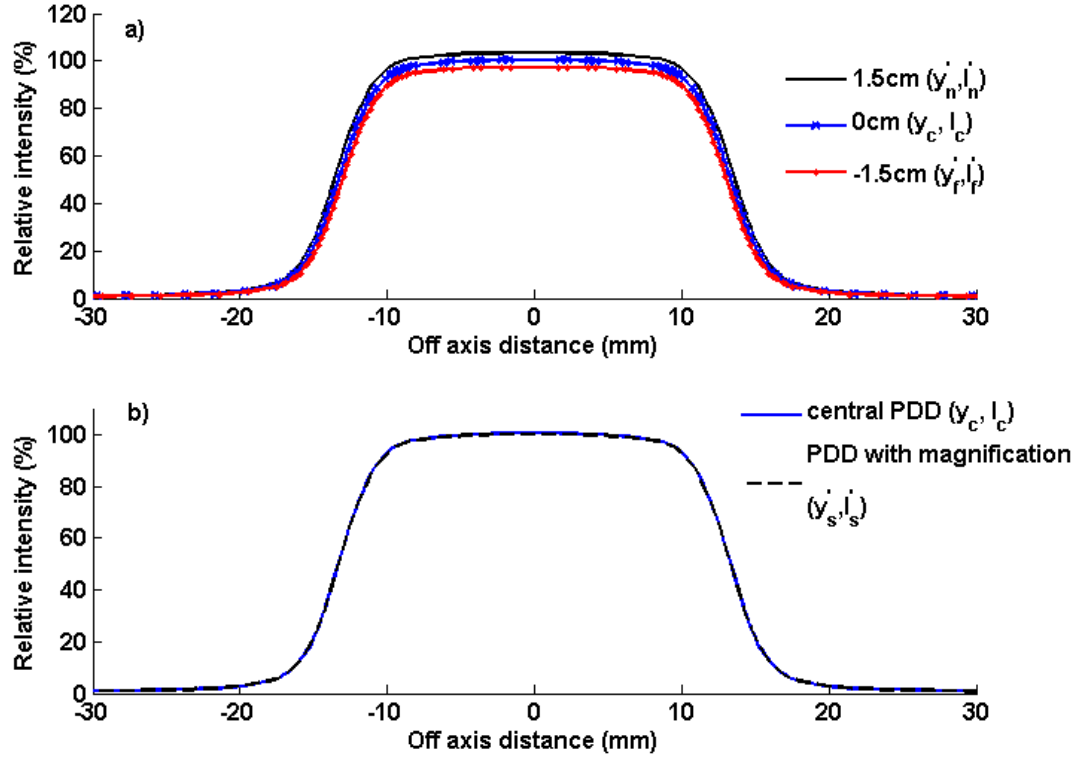 a)
Relative intensity (%)
120
100
80
60
40
20
0
-30
-20
-10
0
10
20
30
Off axis distance (mm)
1.5cm (y'n,I'n)
0cm (yc, Ic)
-1.5cm (y'f,I'f)
b)
Relative intensity (%)
100
80
60
40
20
0
-30
-20
-10
0
10
20
30
Off axis distance (mm)
central PDD (yc, Ic)
PDD with magnification
(y's,I's)